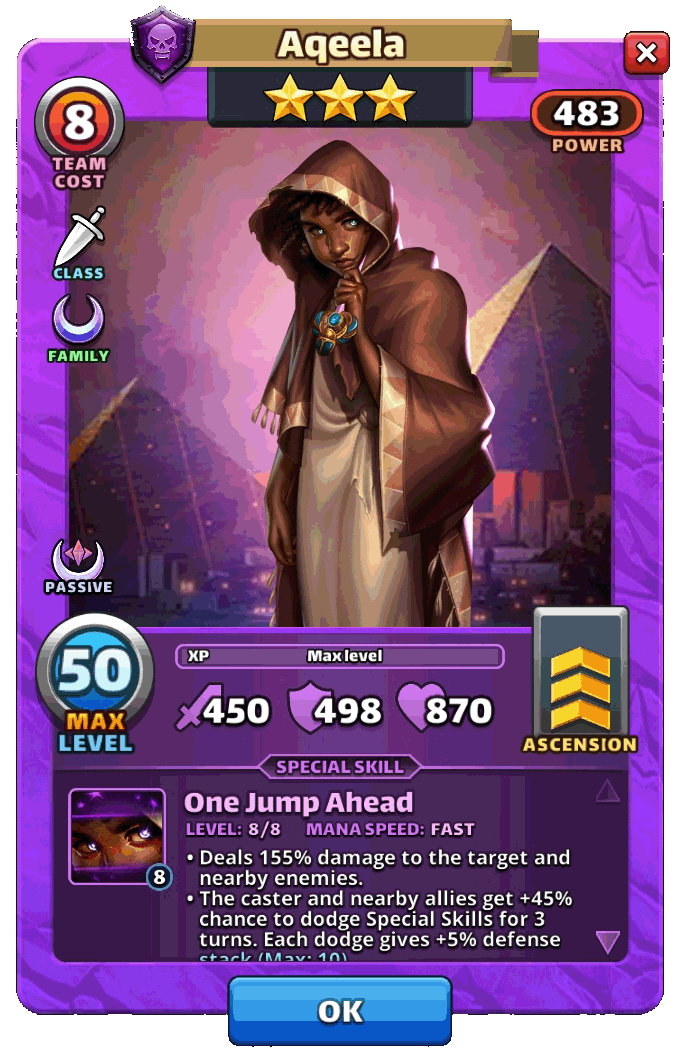 Aqeela
8
TEAM
COST
483
POWER
CLASS
FAMILY
PASSIVE
50
MAX
LEVEL
XP Max level
450 498 870
ASCENSION
SPECIAL SKILL
One Jump Ahead
LEVEL: 8/8 MANA SPEED: FAST
8
• Deals 155% damage to the target and
nearby enemies.
• The caster and nearby allies get +45%
chance to dodge Special Skills for 3
turns. Each dodge gives +5% defense
stack (Max: 10)
OK